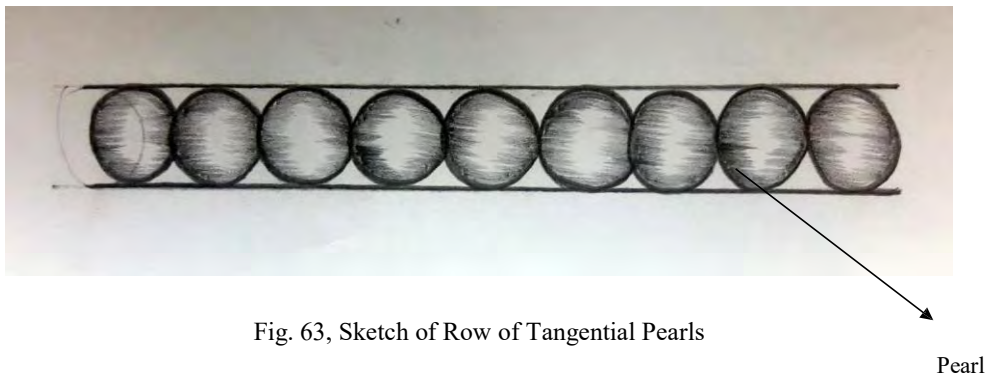 Fig. 63, Sketch of Row of Tangential Pearls
Pearl